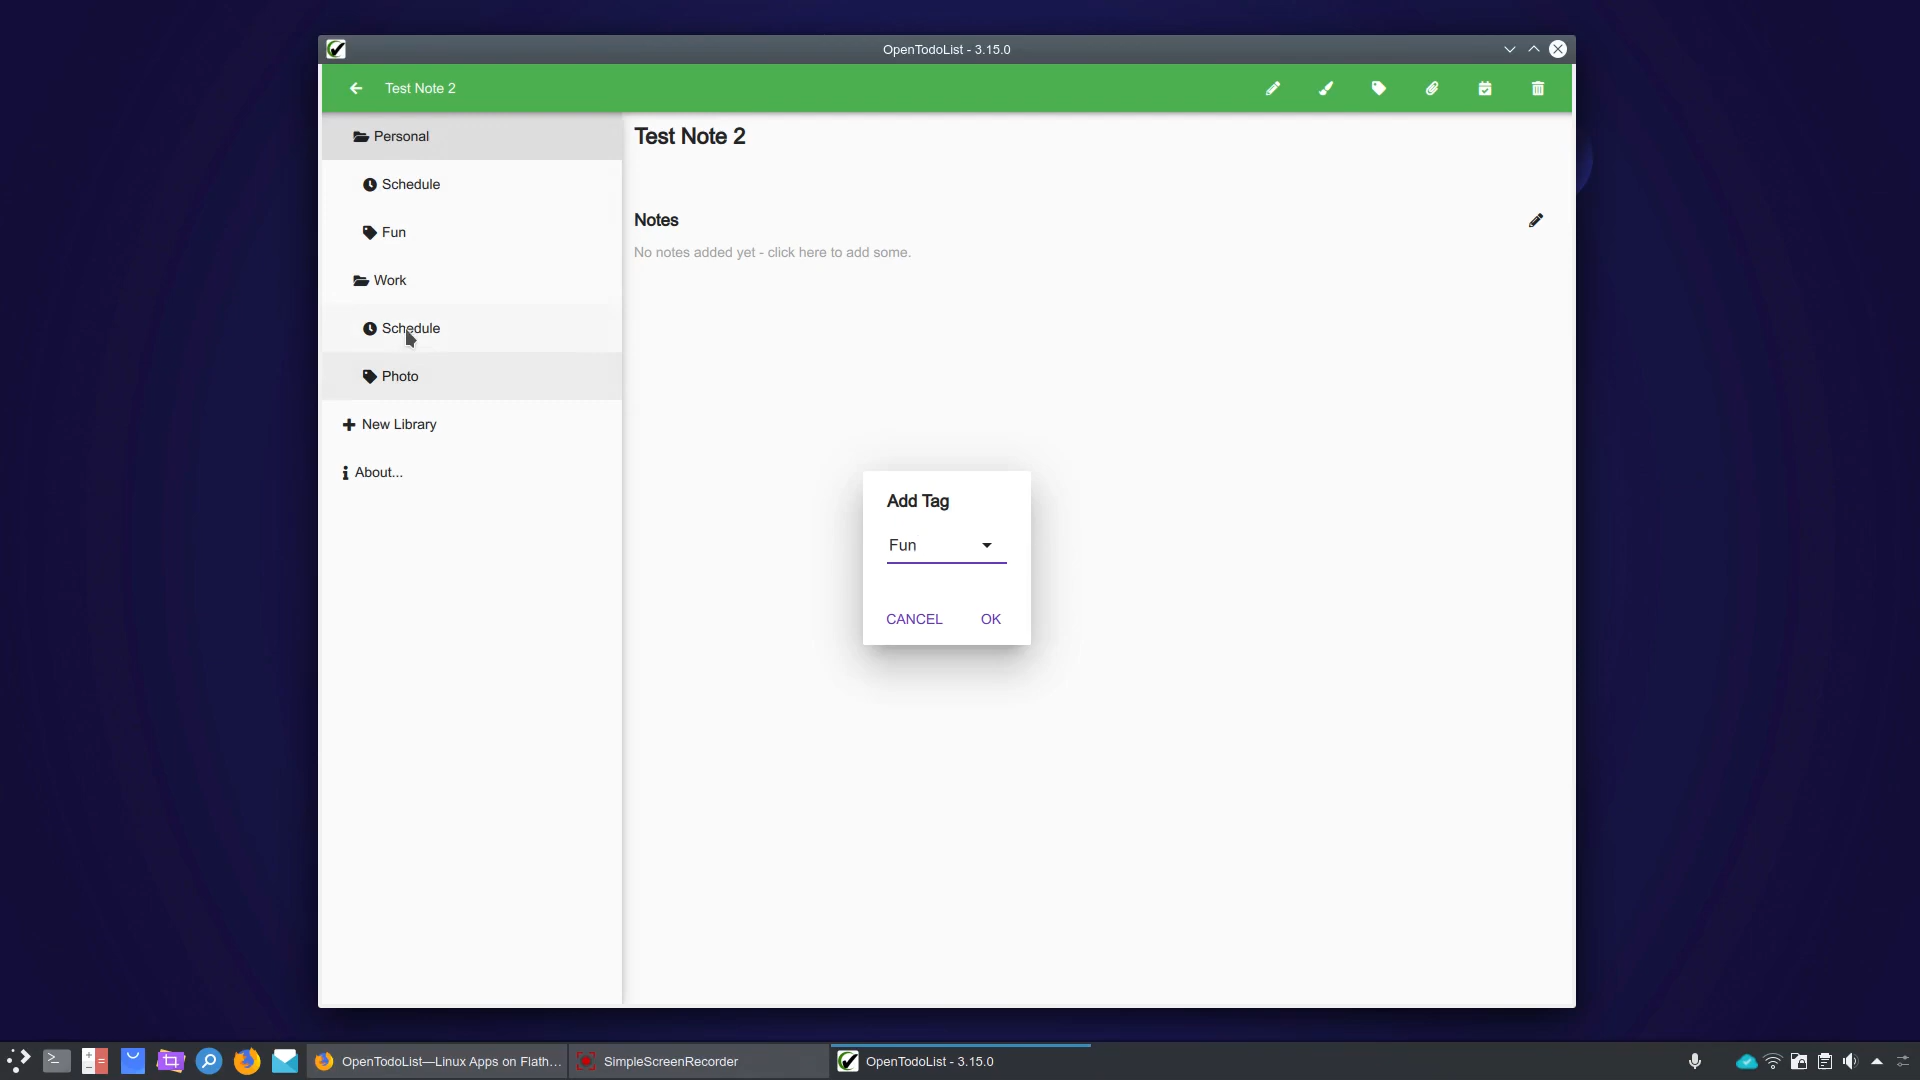 OpenTodoList - 3.15.0
Test Note 2
Personal
Schedule
Fun
Work
Schedule
Photo
New Library
About...
Test Note 2
Notes
No notes added yet - click here to add some.
Add Tag
Fun
CANCEL OK
OpenTodoList—Linux Apps on Flath...
SimpleScreenRecorder
OpenTodoList - 3.15.0